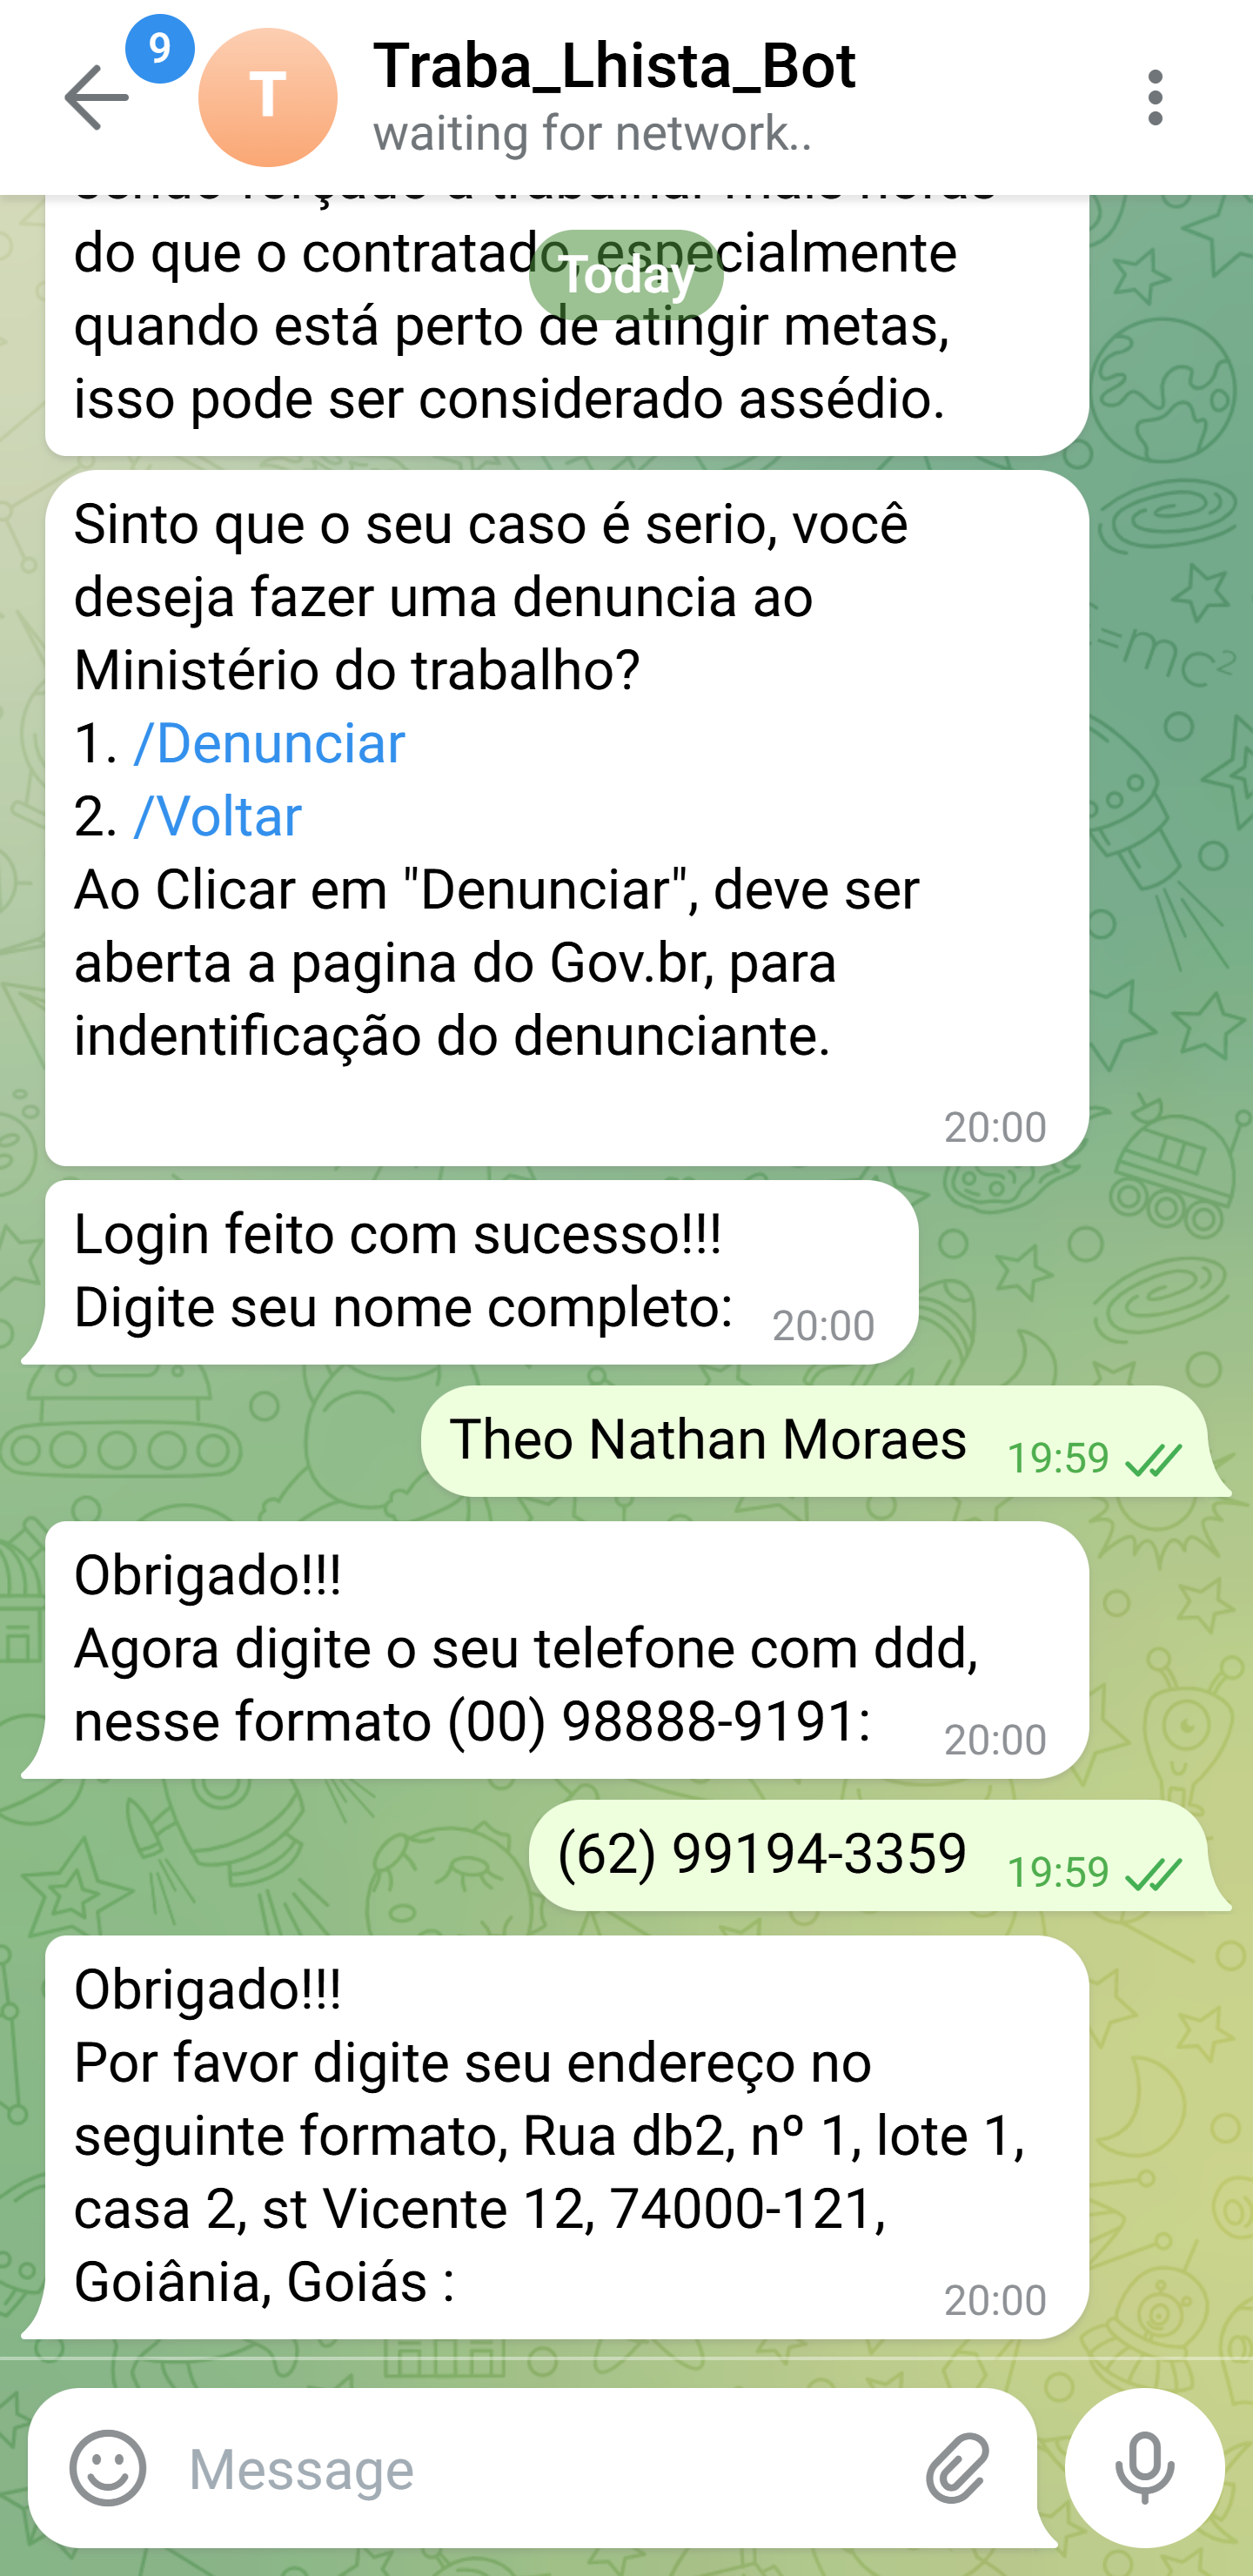 9
T
Traba_Lhista_Bot
waiting for network..
do que o contratado, especialmente
Today
quando está perto de atingir metas,
isso pode ser considerado assédio.
Sinto que o seu caso é serio, você
deseja fazer uma denuncia ao
Ministério do trabalho?
1. /Denunciar
2. /Voltar
Ao Clicar em "Denunciar", deve ser
aberta a pagina do Gov.br, para
indentificação do denunciante.
20:00
Login feito com sucesso!!!
Digite seu nome completo: 20:00
Theo Nathan Moraes 19:59
Obrigado!!!
Agora digite o seu telefone com ddd,
nesse formato (00) 98888-9191: 20:00
(62) 99194-3359 19:59
Obrigado!!!
Por favor digite seu endereço no
seguinte formato, Rua db2, nº 1, lote 1,
casa 2, st Vicente 12, 74000-121,
Goiânia, Goiás : 20:00
Message
=mc²